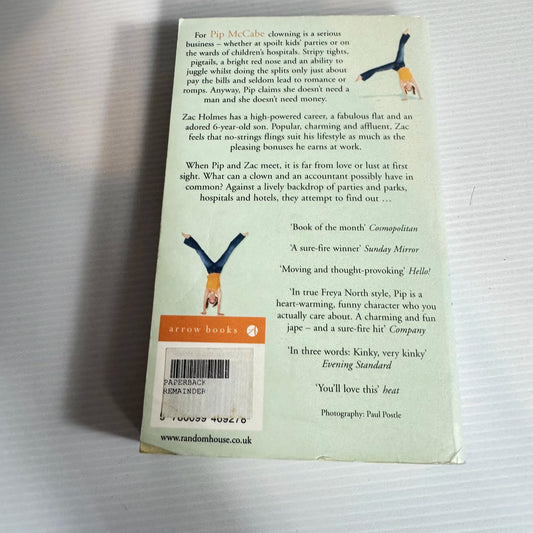 For Pip McCabe clowning is a serious
business – whether at spoilt kids' parties or on
the wards of children's hospitals. Stripy tights,
pigtails, a bright red nose and an ability to
juggle whilst doing the splits only just about
pay the bills and seldom lead to romance or
romps. Anyway, Pip claims she doesn't need a
man and she doesn't need money.
Zac Holmes has a high-powered career, a fabulous flat and an
adored 6-year-old son. Popular, charming and affluent, Zac
feels that no-strings flings suit his lifestyle as much as the
pleasing bonuses he earns at work.
When Pip and Zac meet, it is far from love or lust at first
sight. What can a clown and an accountant possibly have in
common? Against a lively backdrop of parties and parks,
hospitals and hotels, they attempt to find out …
'Book of the month' Cosmopolitan
'A sure-fire winner' Sunday Mirror
'Moving and thought-provoking' Hello!
'In true Freya North style, Pip is a
heart-warming, funny character who you
actually care about. A charming and fun
jape – and a sure-fire hit' Company
'In three words: Kinky, very kinky'
Evening Standard
'You'll love this' heat
Photography: Paul Postle
arrow books
PAPERBACK
REMAINDER
9 780099 409278
www.randomhouse.co.uk